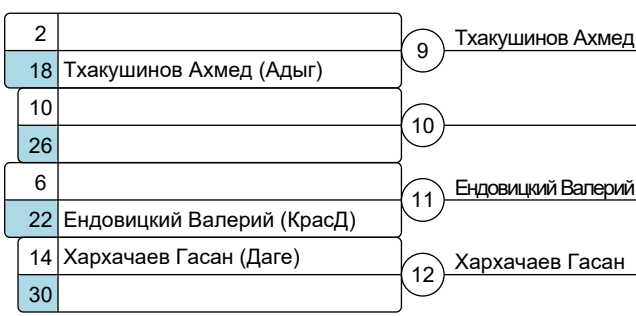 2
18 Тхакушинов Ахмед (Адыг)
9 Тхакушинов Ахмед
10
26
10
6
22 Ендовицкий Валерий (КрасД)
11 Ендовицкий Валерий
14 Хархачаев Гасан (Даге)
30
12 Хархачаев Гасан